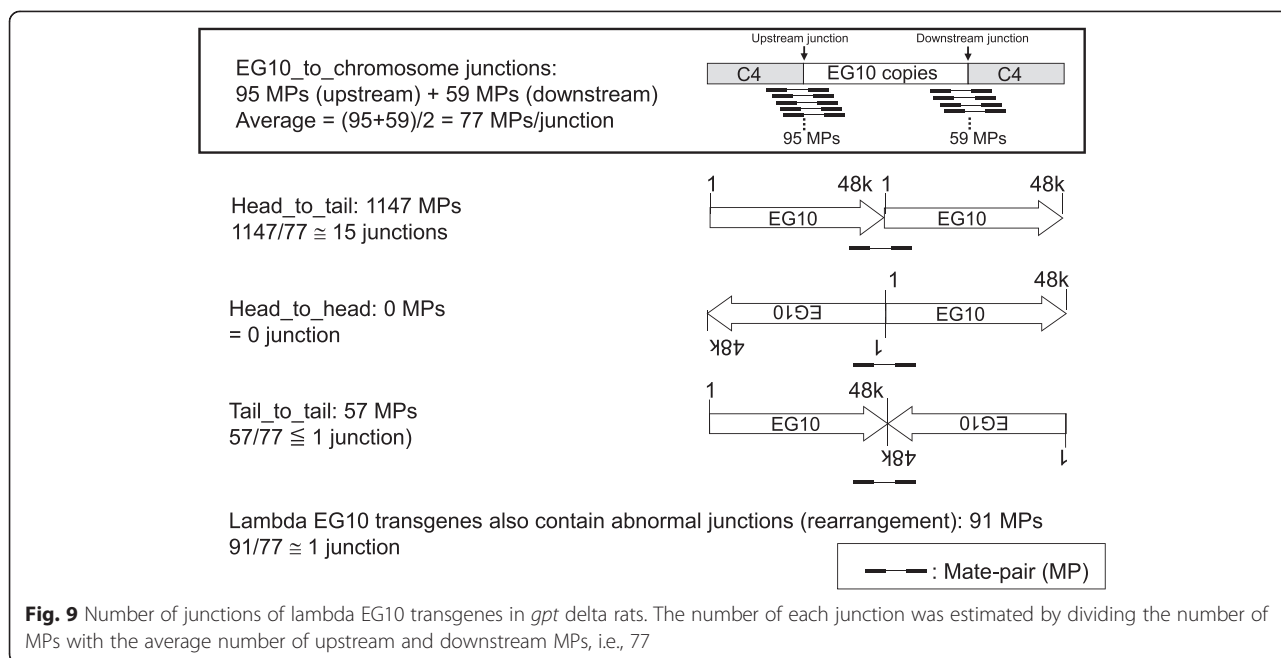 Upstream junction Downstream junction
EG10_to_chromosome junctions:
95 MPs (upstream) + 59 MPs (downstream)
Average = (95+59)/2 = 77 MPs/junction
C4 EG10 copies C4
95 MPs 59 MPs
Head_to_tail: 1147 MPs
1147/77 ≅ 15 junctions
1 48k 1 48k
EG10 EG10
Head_to_head: 0 MPs
= 0 junction
1 48k
EG10 EG10
48k 1
Tail_to_tail: 57 MPs
57/77 ≦ 1 junction)
1 48k
EG10 EG10
48k 1
Lambda EG10 transgenes also contain abnormal junctions (rearrangement): 91 MPs
91/77 ≅ 1 junction
: Mate-pair (MP)
Fig. 9 Number of junctions of lambda EG10 transgenes in gpt delta rats. The number of each junction was estimated by dividing the number of
MPs with the average number of upstream and downstream MPs, i.e., 77